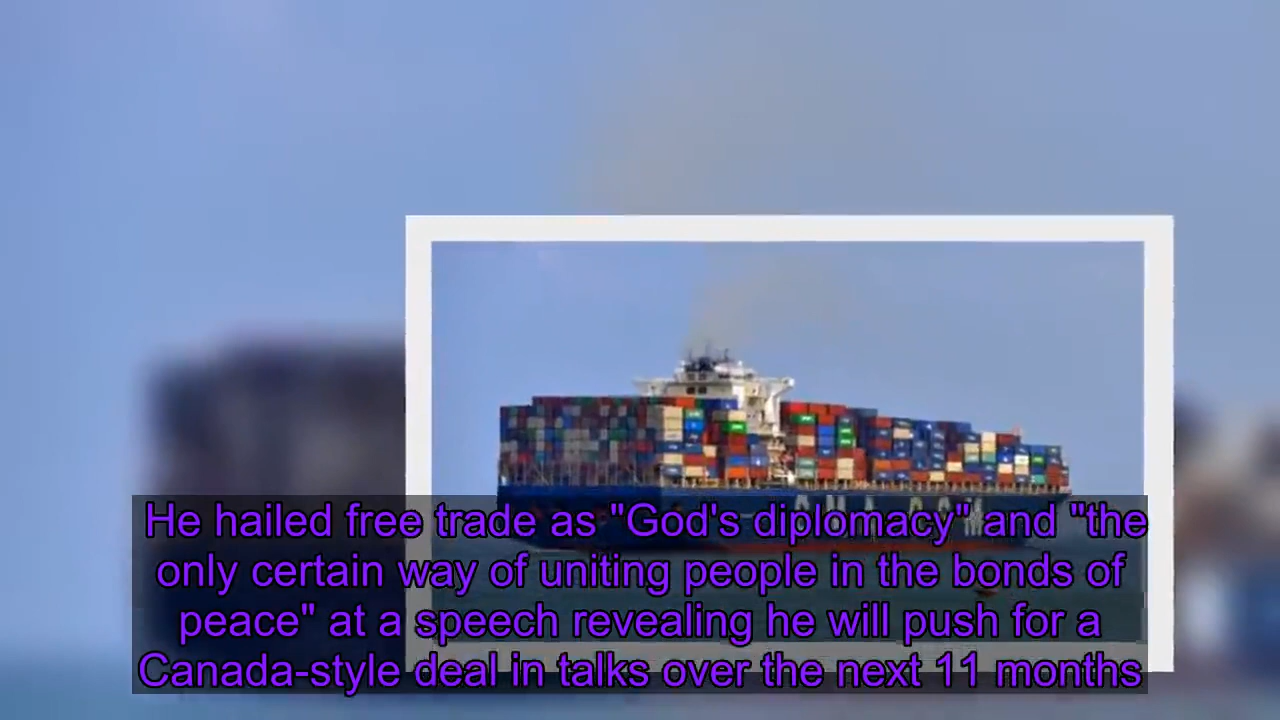 He hailed free trade as "God's diplomacy" and "the
only certain way of uniting people in the bonds of
peace" at a speech revealing he will push for a
Canada-style deal in talks over the next 11 months